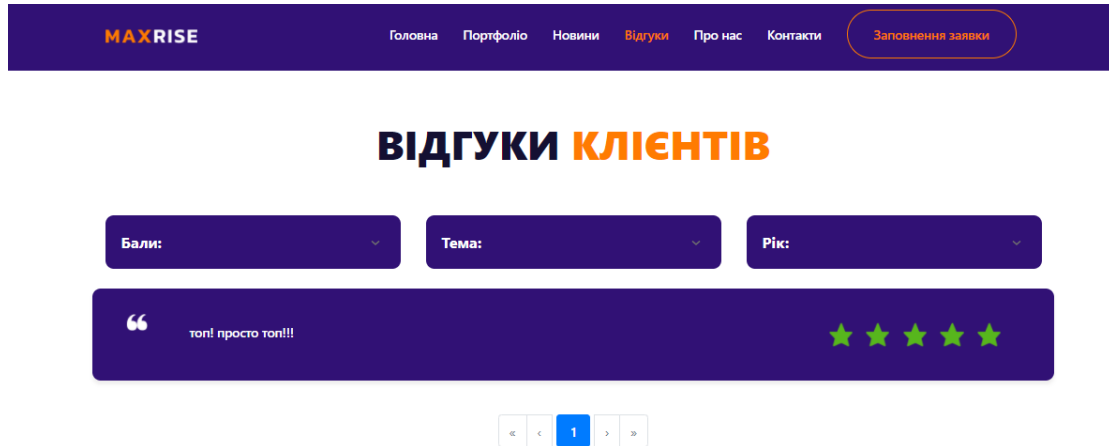 MAXRISE Головна Портфоліо Новини Відгуки Про нас Контакти Заповнення заявки
ВІДГУКИ КЛІЄНТІВ
Бали: Тема: Рік:
❝ топ! просто топ!!!
« ‹ 1 › »